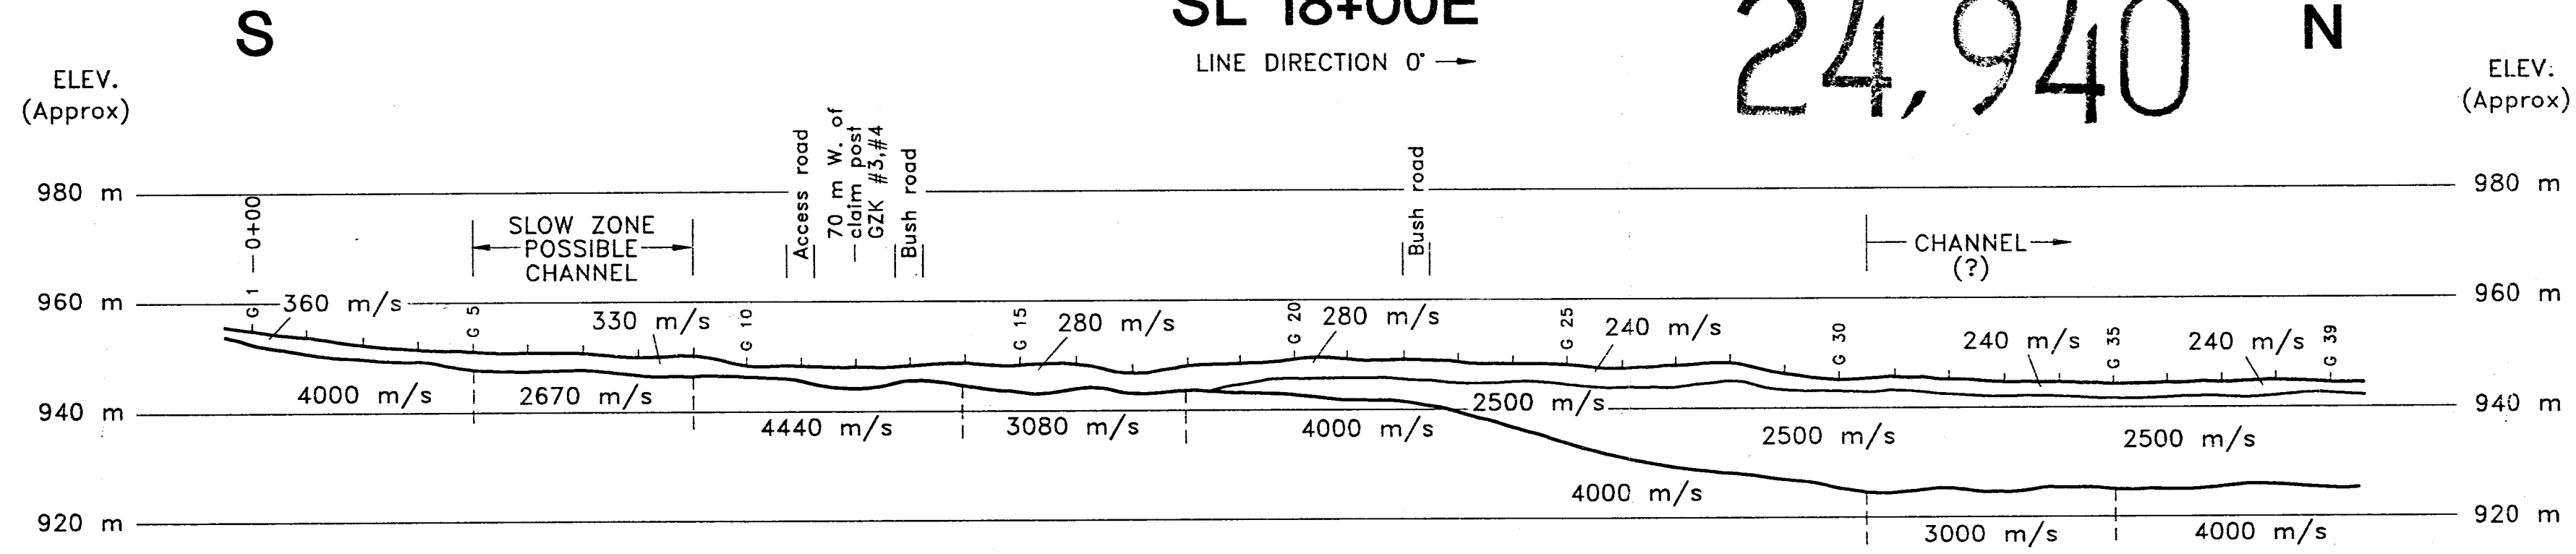 S
SL 18+00E
24,940
N
LINE DIRECTION 0° →
ELEV.
(Approx)
ELEV.
(Approx)
980 m
980 m
G 1 — 0+00
SLOW ZONE
POSSIBLE
CHANNEL
Access road
70 m W. of
claim post
GZK #3,#4
Bush road
Bush road
CHANNEL
(?)
960 m
960 m
360 m/s
G 5
330 m/s
G 10
G 15
280 m/s
G 20
280 m/s
G 25
240 m/s
G 30
240 m/s
G 35
240 m/s
G 39
940 m
940 m
4000 m/s
2670 m/s
4440 m/s
3080 m/s
4000 m/s
2500 m/s
2500 m/s
2500 m/s
4000 m/s
920 m
920 m
3000 m/s
4000 m/s